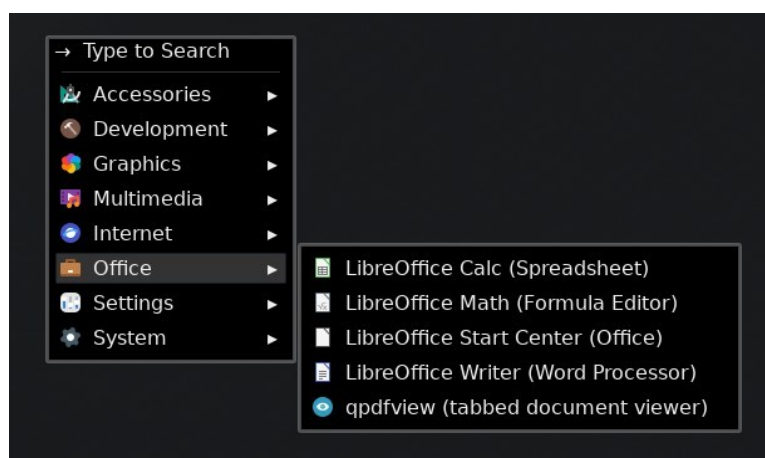 → Type to Search
Accessories ▸
Development ▸
Graphics ▸
Multimedia ▸
Internet ▸
Office ▸
Settings ▸
System ▸
LibreOffice Calc (Spreadsheet)
LibreOffice Math (Formula Editor)
LibreOffice Start Center (Office)
LibreOffice Writer (Word Processor)
qpdfview (tabbed document viewer)